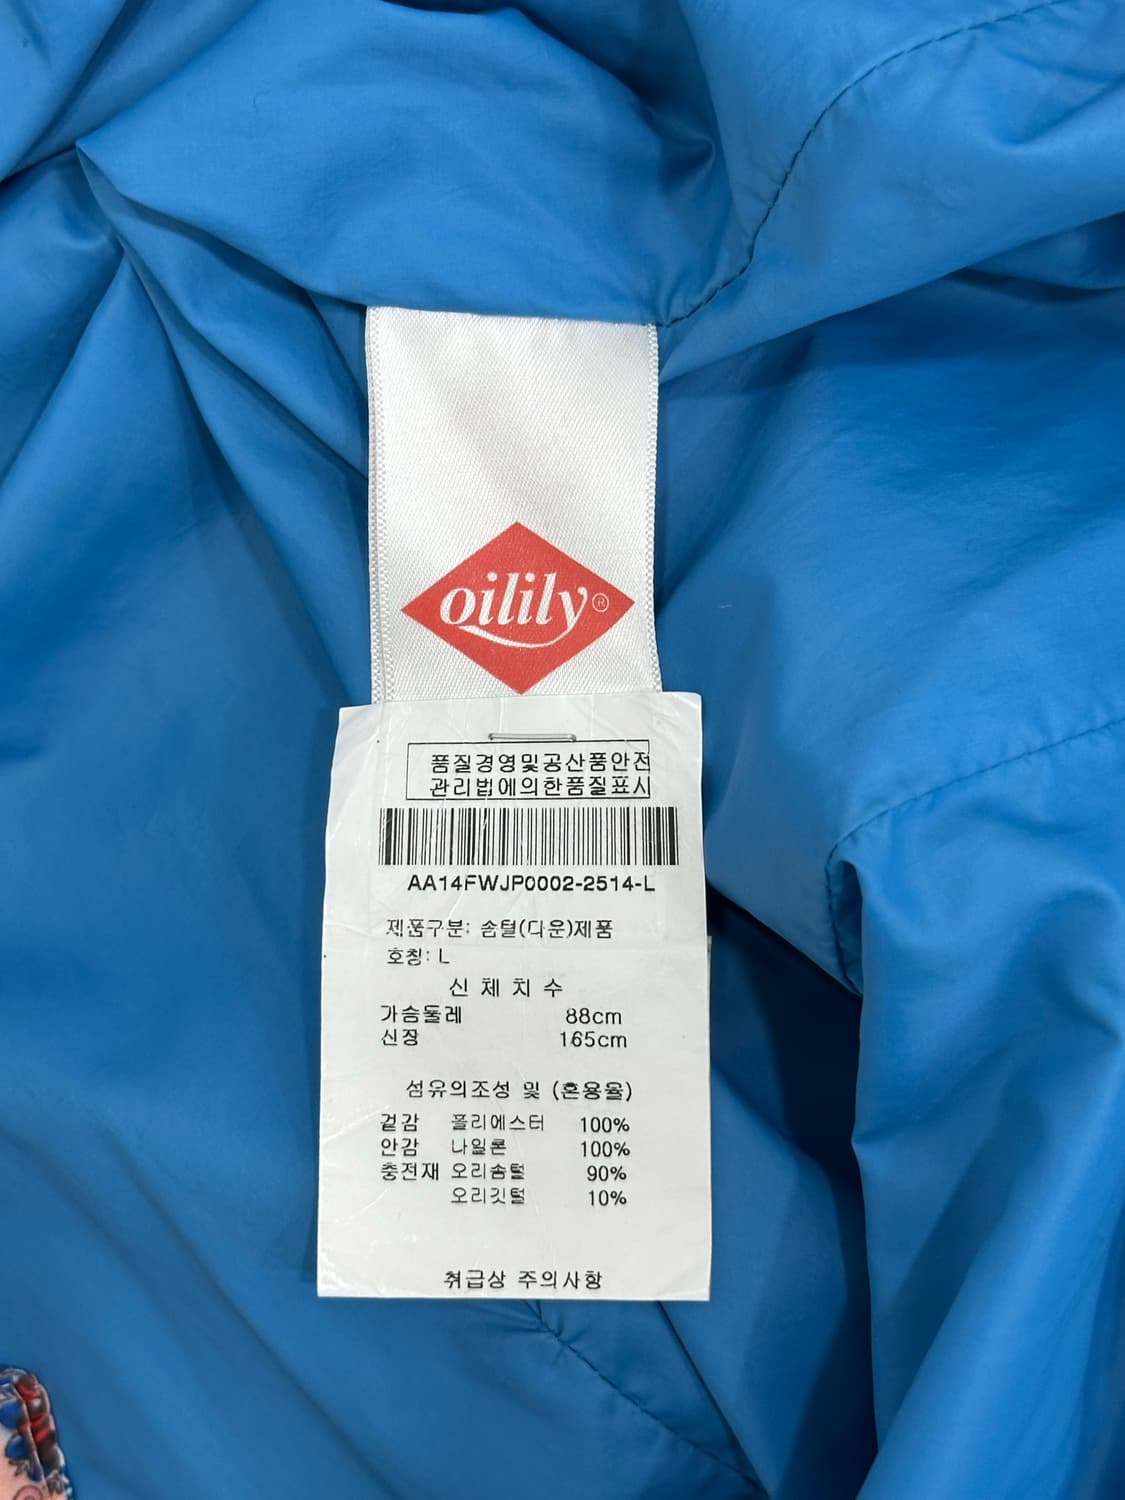 oilily®
품질경영및공산품안전
관리법에의한품질표시
AA14FWJP0002-2514-L
제품구분: 솜털(다운)제품
호칭: L
신 체 치 수
가슴둘레 88cm
신장 165cm
섬유의조성 및 (혼용율)
겉감 폴리에스터 100%
안감 나일론 100%
충전재 오리솜털 90%
오리깃털 10%
취급상 주의사항